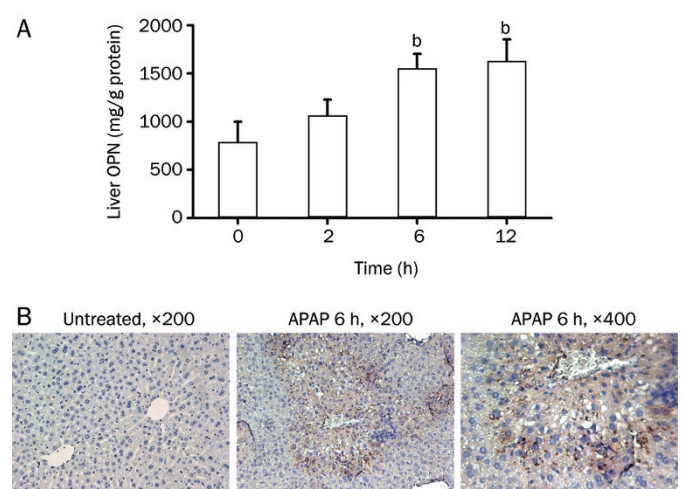 A
Liver OPN (mg/g protein)
2000
1500
1000
500
0
b
b
0 2 6 12
Time (h)
B
Untreated, ×200 APAP 6 h, ×200 APAP 6 h, ×400